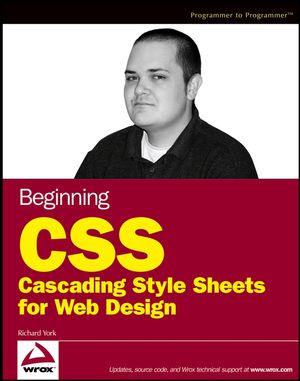 Programmer to Programmer™
Beginning
CSS
Cascading Style Sheets
for Web Design
Richard York
wrox™
Updates, source code, and Wrox technical support at www.wrox.com